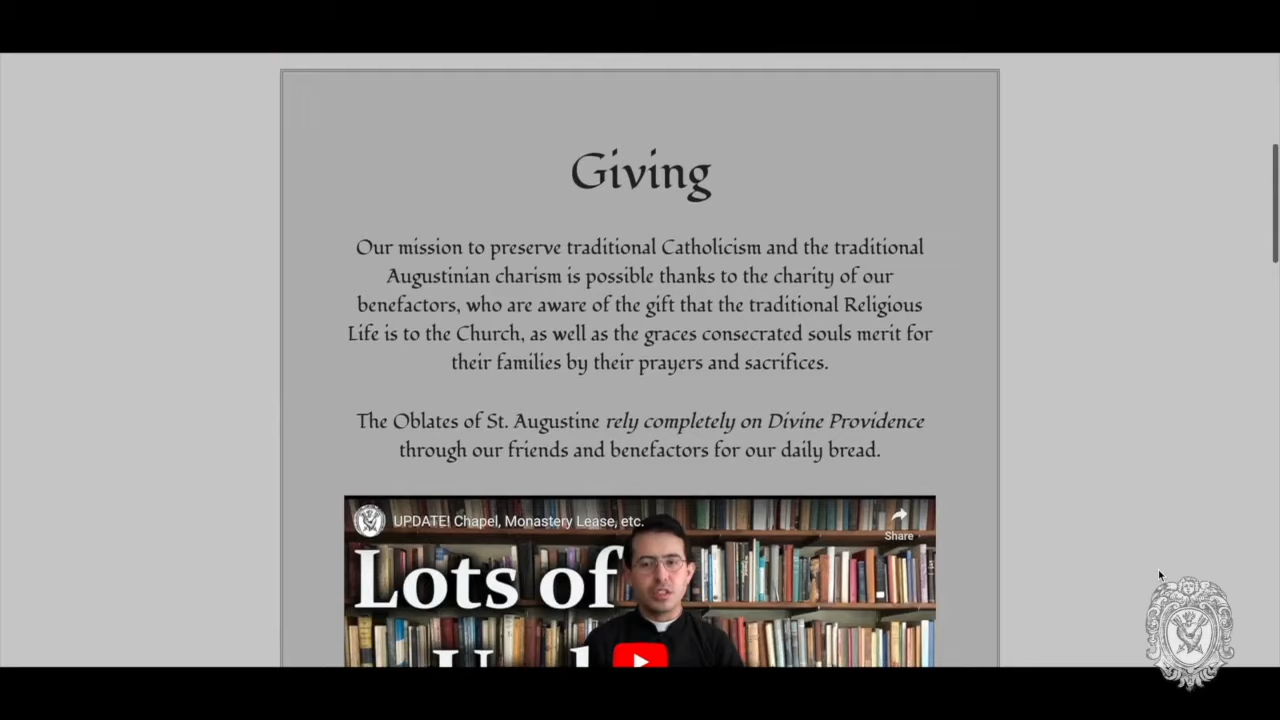 Giving
Our mission to preserve traditional Catholicism and the traditional
Augustinian charism is possible thanks to the charity of our
benefactors, who are aware of the gift that the traditional Religious
Life is to the Church, as well as the graces consecrated souls merit for
their families by their prayers and sacrifices.
The Oblates of St. Augustine rely completely on Divine Providence
through our friends and benefactors for our daily bread.
UPDATE! Chapel, Monastery Lease, etc.
Share
Lots of